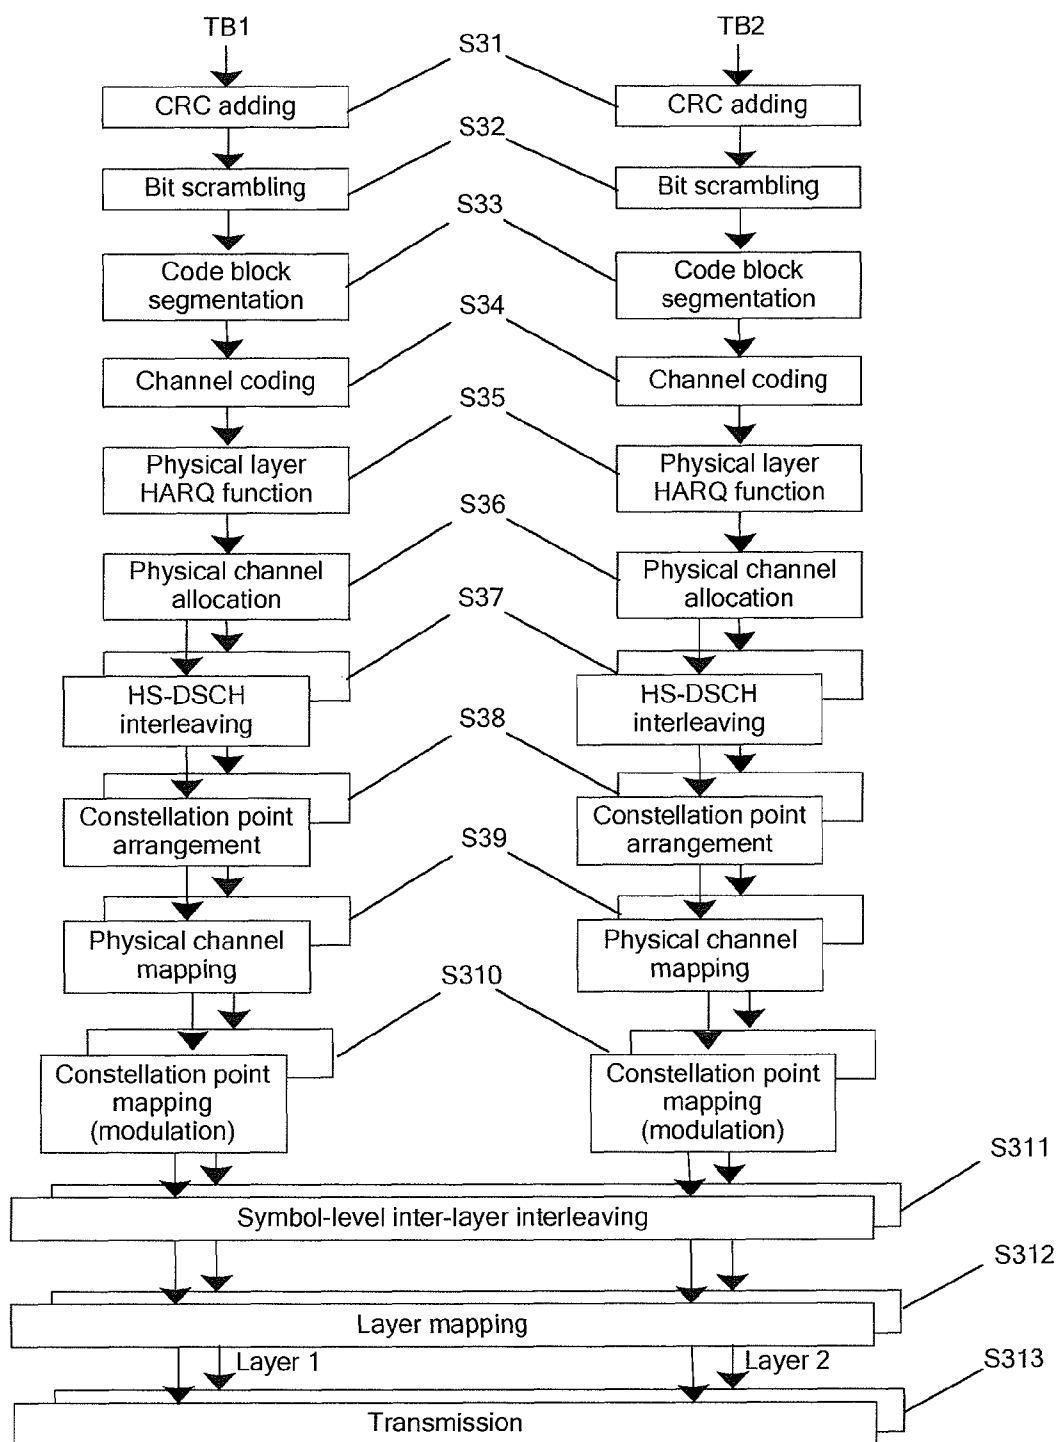 TB1
TB2
S31
CRC adding
CRC adding
S32
Bit scrambling
Bit scrambling
S33
Code block
segmentation
Code block
segmentation
S34
Channel coding
Channel coding
S35
Physical layer
HARQ function
Physical layer
HARQ function
S36
Physical channel
allocation
Physical channel
allocation
S37
HS-DSCH
interleaving
HS-DSCH
interleaving
S38
Constellation point
arrangement
Constellation point
arrangement
S39
Physical channel
mapping
Physical channel
mapping
S310
Constellation point
mapping
(modulation)
Constellation point
mapping
(modulation)
S311
Symbol-level inter-layer interleaving
S312
Layer mapping
Layer 1
Layer 2
S313
Transmission